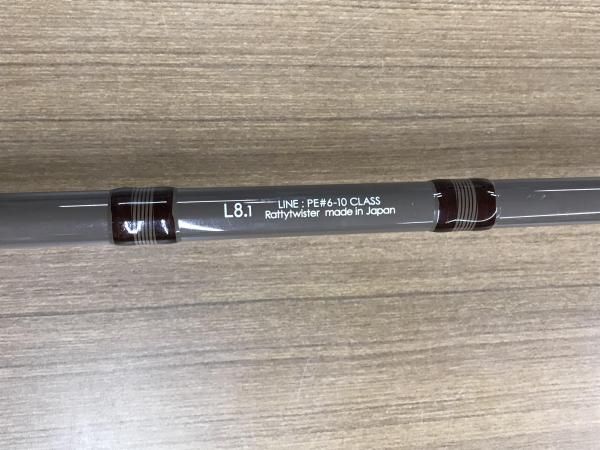 L8.1
LINE : PE#6-10 CLASS
Rattytwister made in Japan